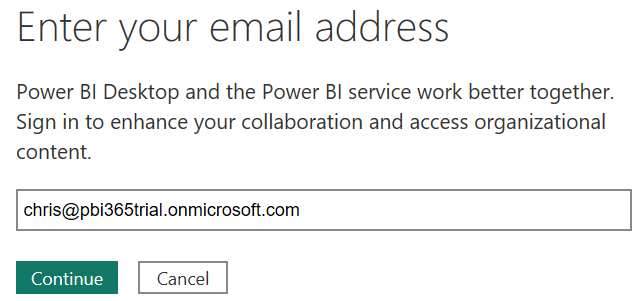 Enter your email address
Power BI Desktop and the Power BI service work better together.
Sign in to enhance your collaboration and access organizational
content.
chris@pbi365trial.onmicrosoft.com
Continue Cancel